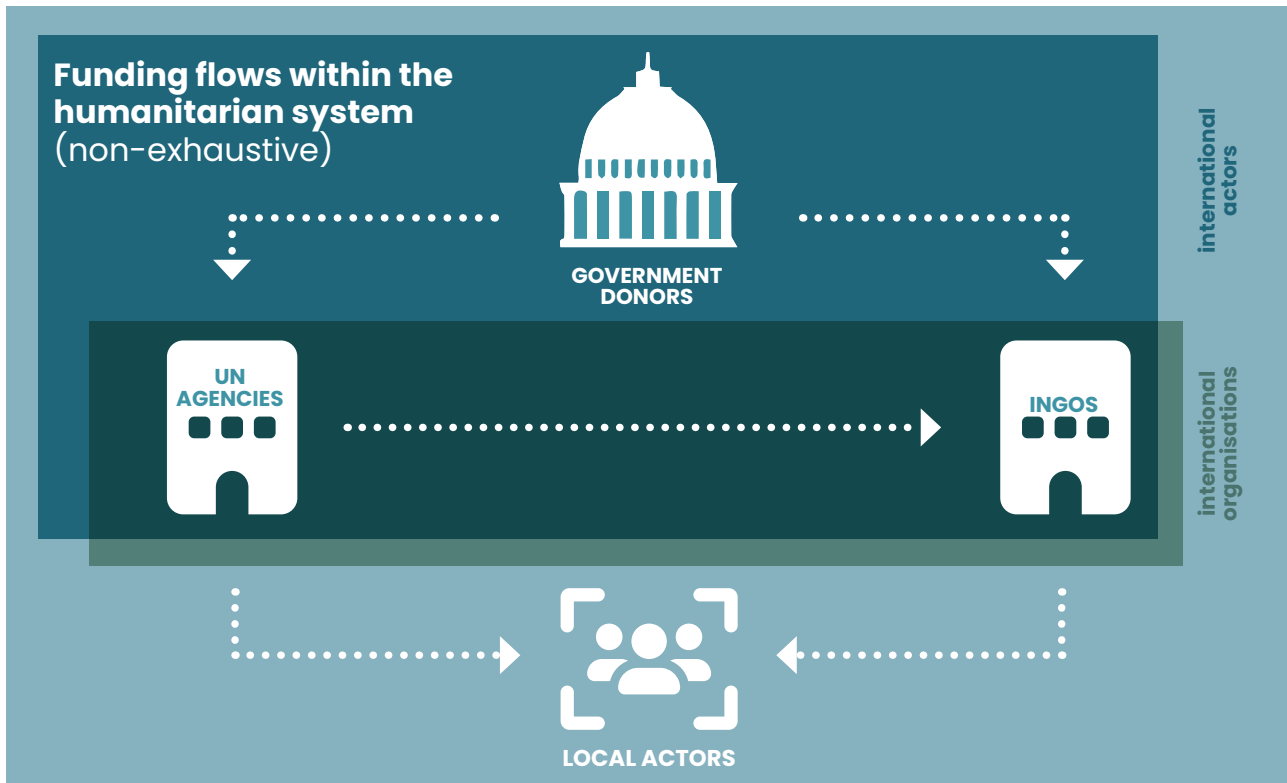 Funding flows within the
humanitarian system
(non-exhaustive)
international
actors
GOVERNMENT
DONORS
UN
AGENCIES
INGOS
international
organisations
LOCAL ACTORS